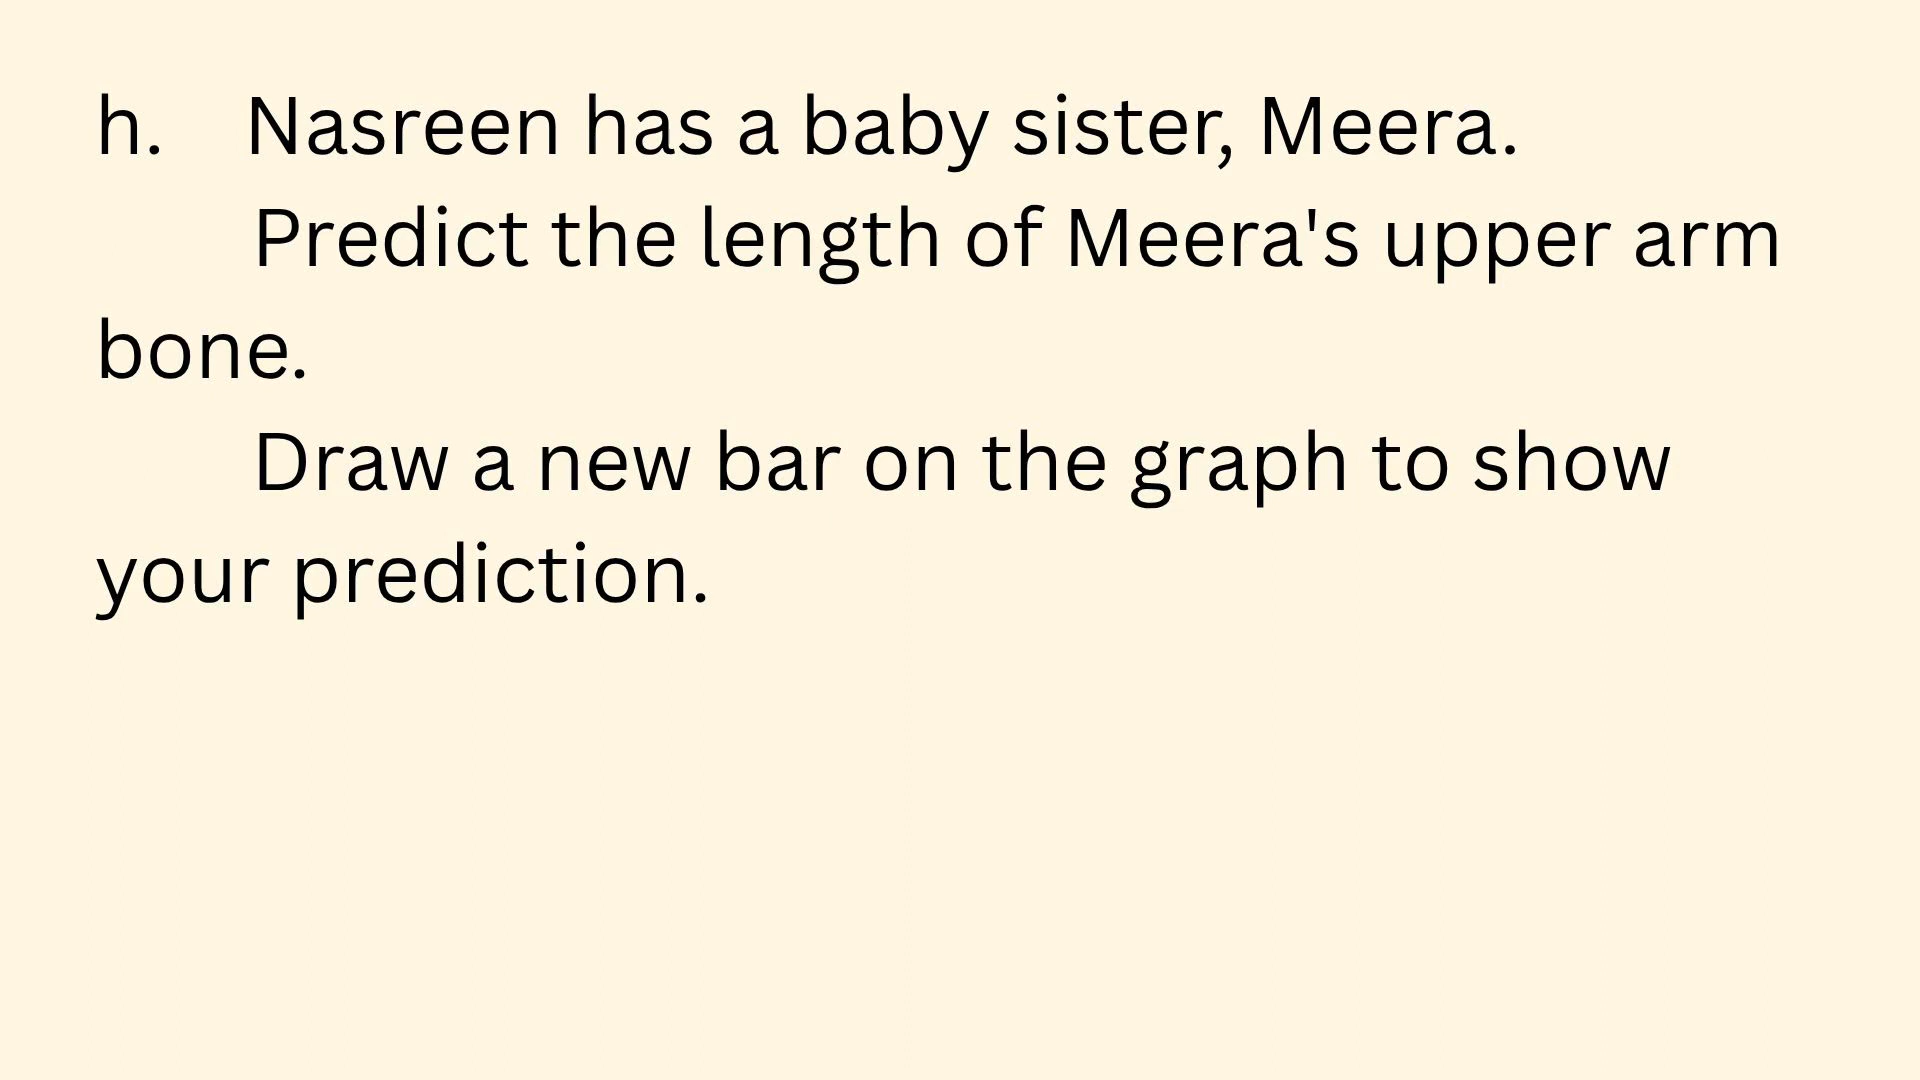 h. Nasreen has a baby sister, Meera.
Predict the length of Meera's upper arm
bone.
Draw a new bar on the graph to show
your prediction.